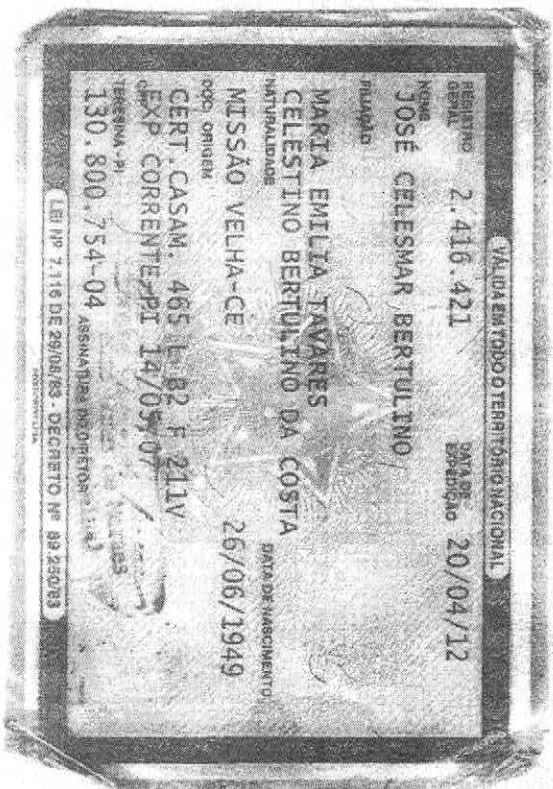 VÁLIDA EM TODO O TERRITÓRIO NACIONAL
REGISTRO GERAL 2.416.421 DATA DE EXPEDIÇÃO 20/04/12
NOME
JOSÉ CELESMAR BERTULINO
FILIAÇÃO
MARIA EMILIA TAVARES
CELESTINO BERTULINO DA COSTA
NATURALIDADE DATA DE NASCIMENTO
MISSÃO VELHA-CE 26/06/1949
DOC. ORIGEM
CERT.CASAM. 465 L 82 F 211V
EXP CORRENTE-PI 14/05/07
CPF
TERESINA - PI
130.800.754-04
ASSINATURA DO DIRETOR
LEI Nº 7.116 DE 29/08/83 - DECRETO Nº 89.250/83